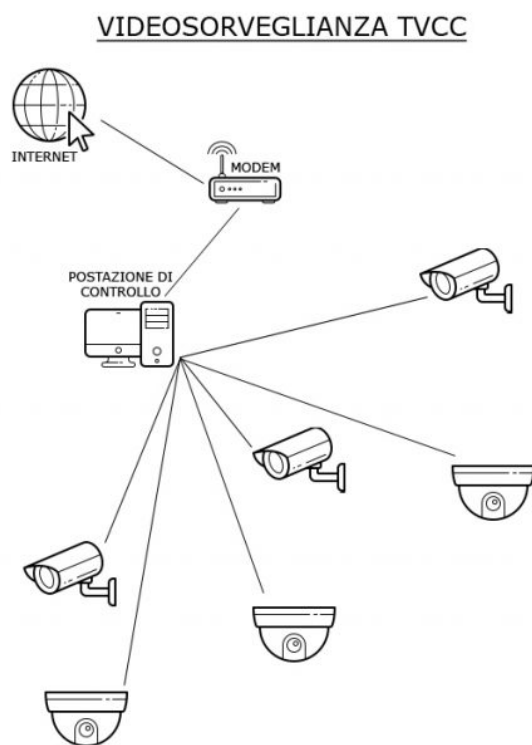 VIDEOSORVEGLIANZA TVCC
INTERNET
MODEM
POSTAZIONE DI
CONTROLLO